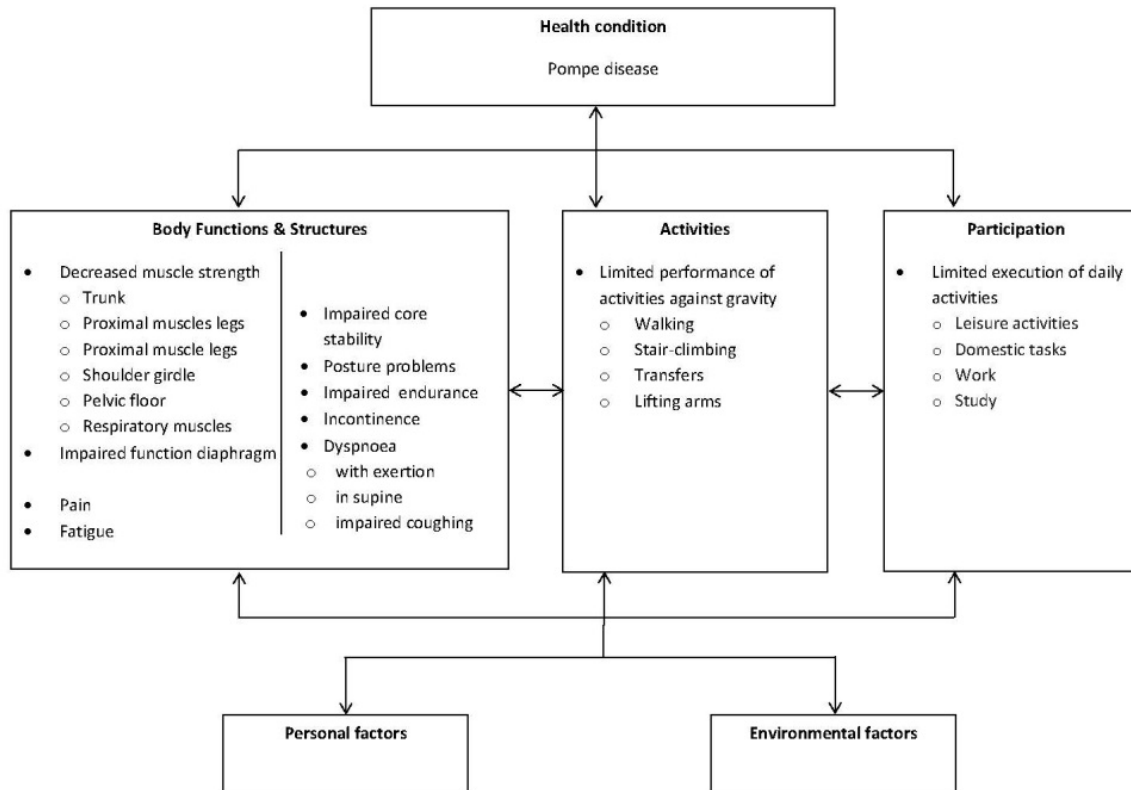 Health condition
Pompe disease
Body Functions & Structures
• Decreased muscle strength
○ Trunk
○ Proximal muscles legs
○ Proximal muscle legs
○ Shoulder girdle
○ Pelvic floor
○ Respiratory muscles
• Impaired function diaphragm
• Pain
• Fatigue
• Impaired core
stability
• Posture problems
• Impaired endurance
• Incontinence
• Dyspnoea
○ with exertion
○ in supine
○ impaired coughing
Activities
• Limited performance of
activities against gravity
○ Walking
○ Stair-climbing
○ Transfers
○ Lifting arms
Participation
• Limited execution of daily
activities
○ Leisure activities
○ Domestic tasks
○ Work
○ Study
Personal factors
Environmental factors